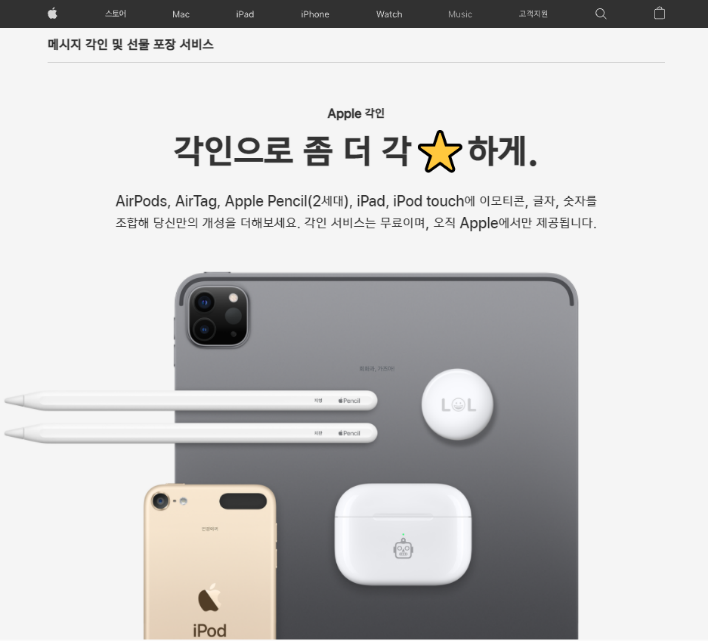 스토어 Mac iPad iPhone Watch Music 고객지원
메시지 각인 및 선물 포장 서비스
Apple 각인
각인으로 좀 더 각⭐하게.
AirPods, AirTag, Apple Pencil(2세대), iPad, iPod touch에 이모티콘, 글자, 숫자를
조합해 당신만의 개성을 더해보세요. 각인 서비스는 무료이며, 오직 Apple에서만 제공됩니다.
LOL
Pencil
Pencil
iPod